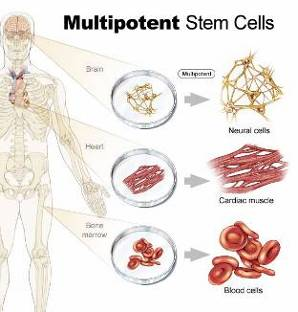 Multipotent Stem Cells
Brain
Multipotent
Neural cells
Heart
Cardiac muscle
Bone
marrow
Blood cells